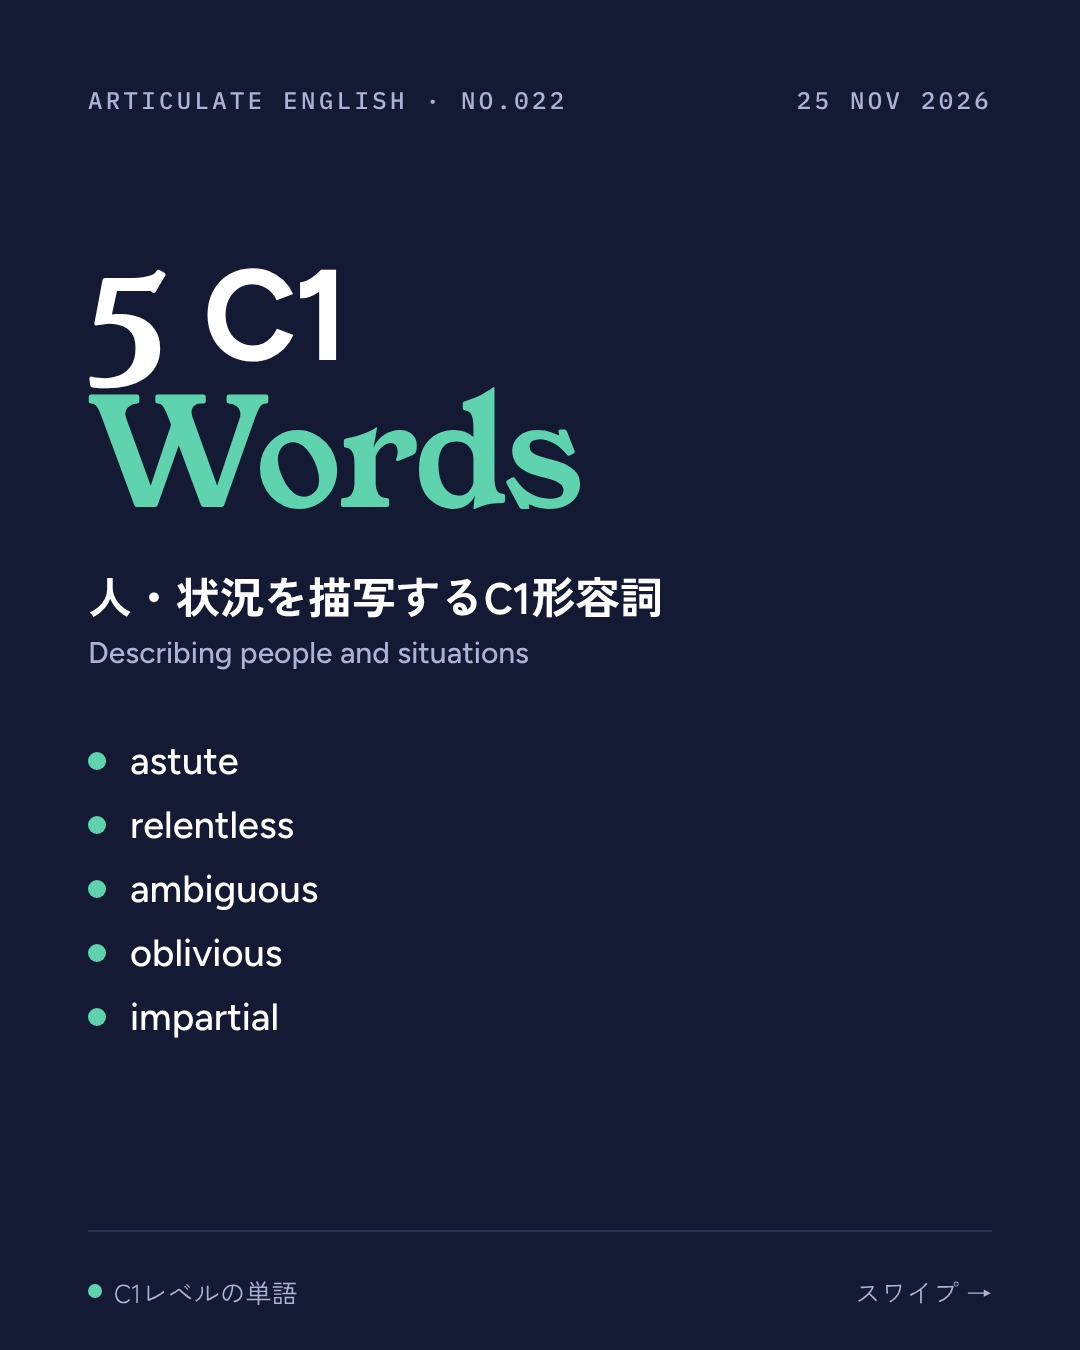 ARTICULATE ENGLISH · NO.022
25 NOV 2026
5 C1
Words
人・状況を描写するC1形容詞
Describing people and situations
astute
relentless
ambiguous
oblivious
impartial
C1レベルの単語
スワイプ →